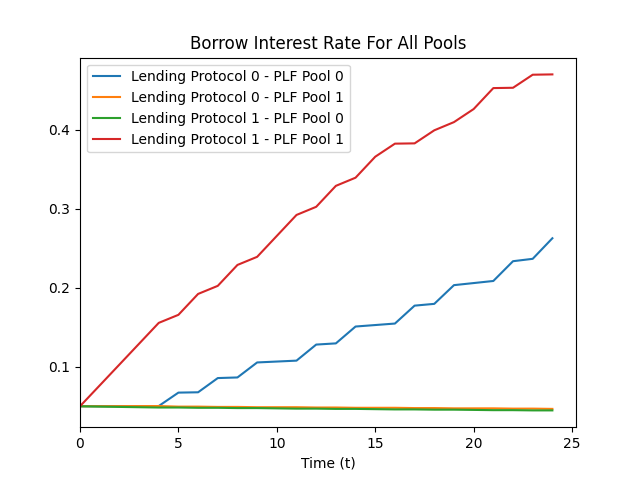 Borrow Interest Rate For All Pools
Lending Protocol 0 - PLF Pool 0
Lending Protocol 0 - PLF Pool 1
Lending Protocol 1 - PLF Pool 0
Lending Protocol 1 - PLF Pool 1
0.4
0.3
0.2
0.1
0 5 10 15 20 25
Time (t)